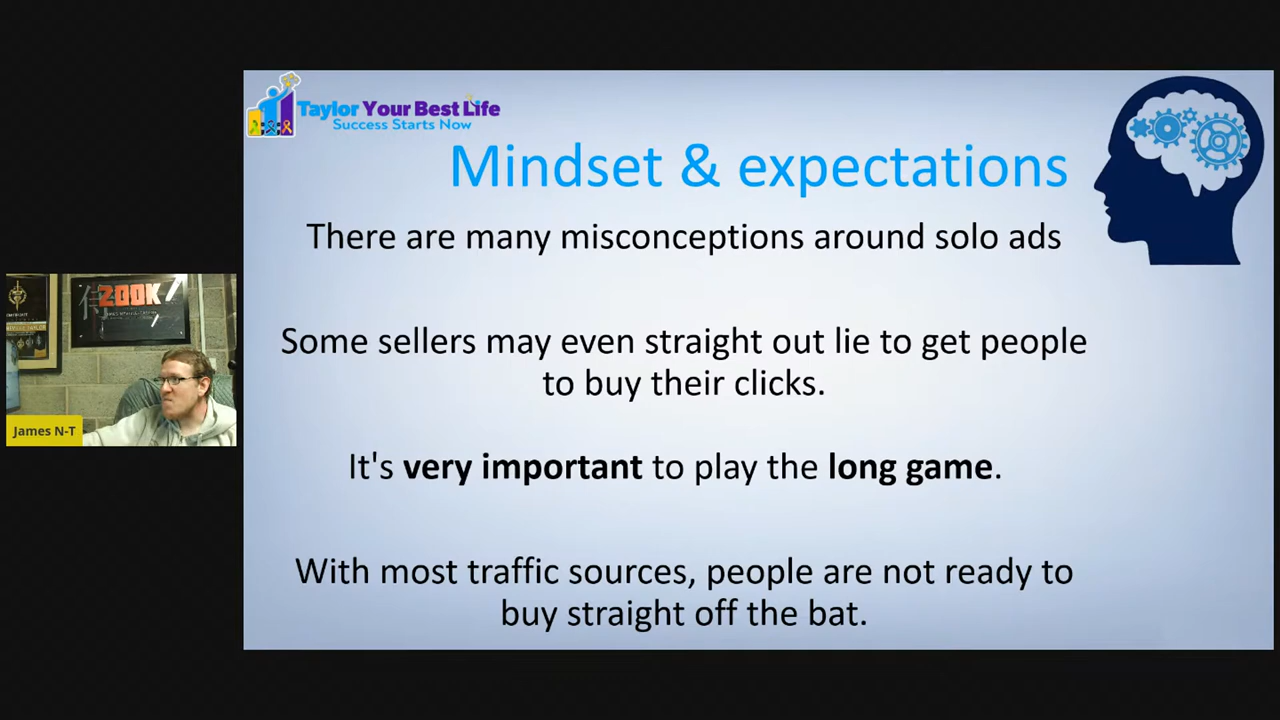 Taylor Your Best Life
Success Starts Now
Mindset & expectations
There are many misconceptions around solo ads
Some sellers may even straight out lie to get people
to buy their clicks.
It's very important to play the long game.
With most traffic sources, people are not ready to
buy straight off the bat.
200K
James N-T